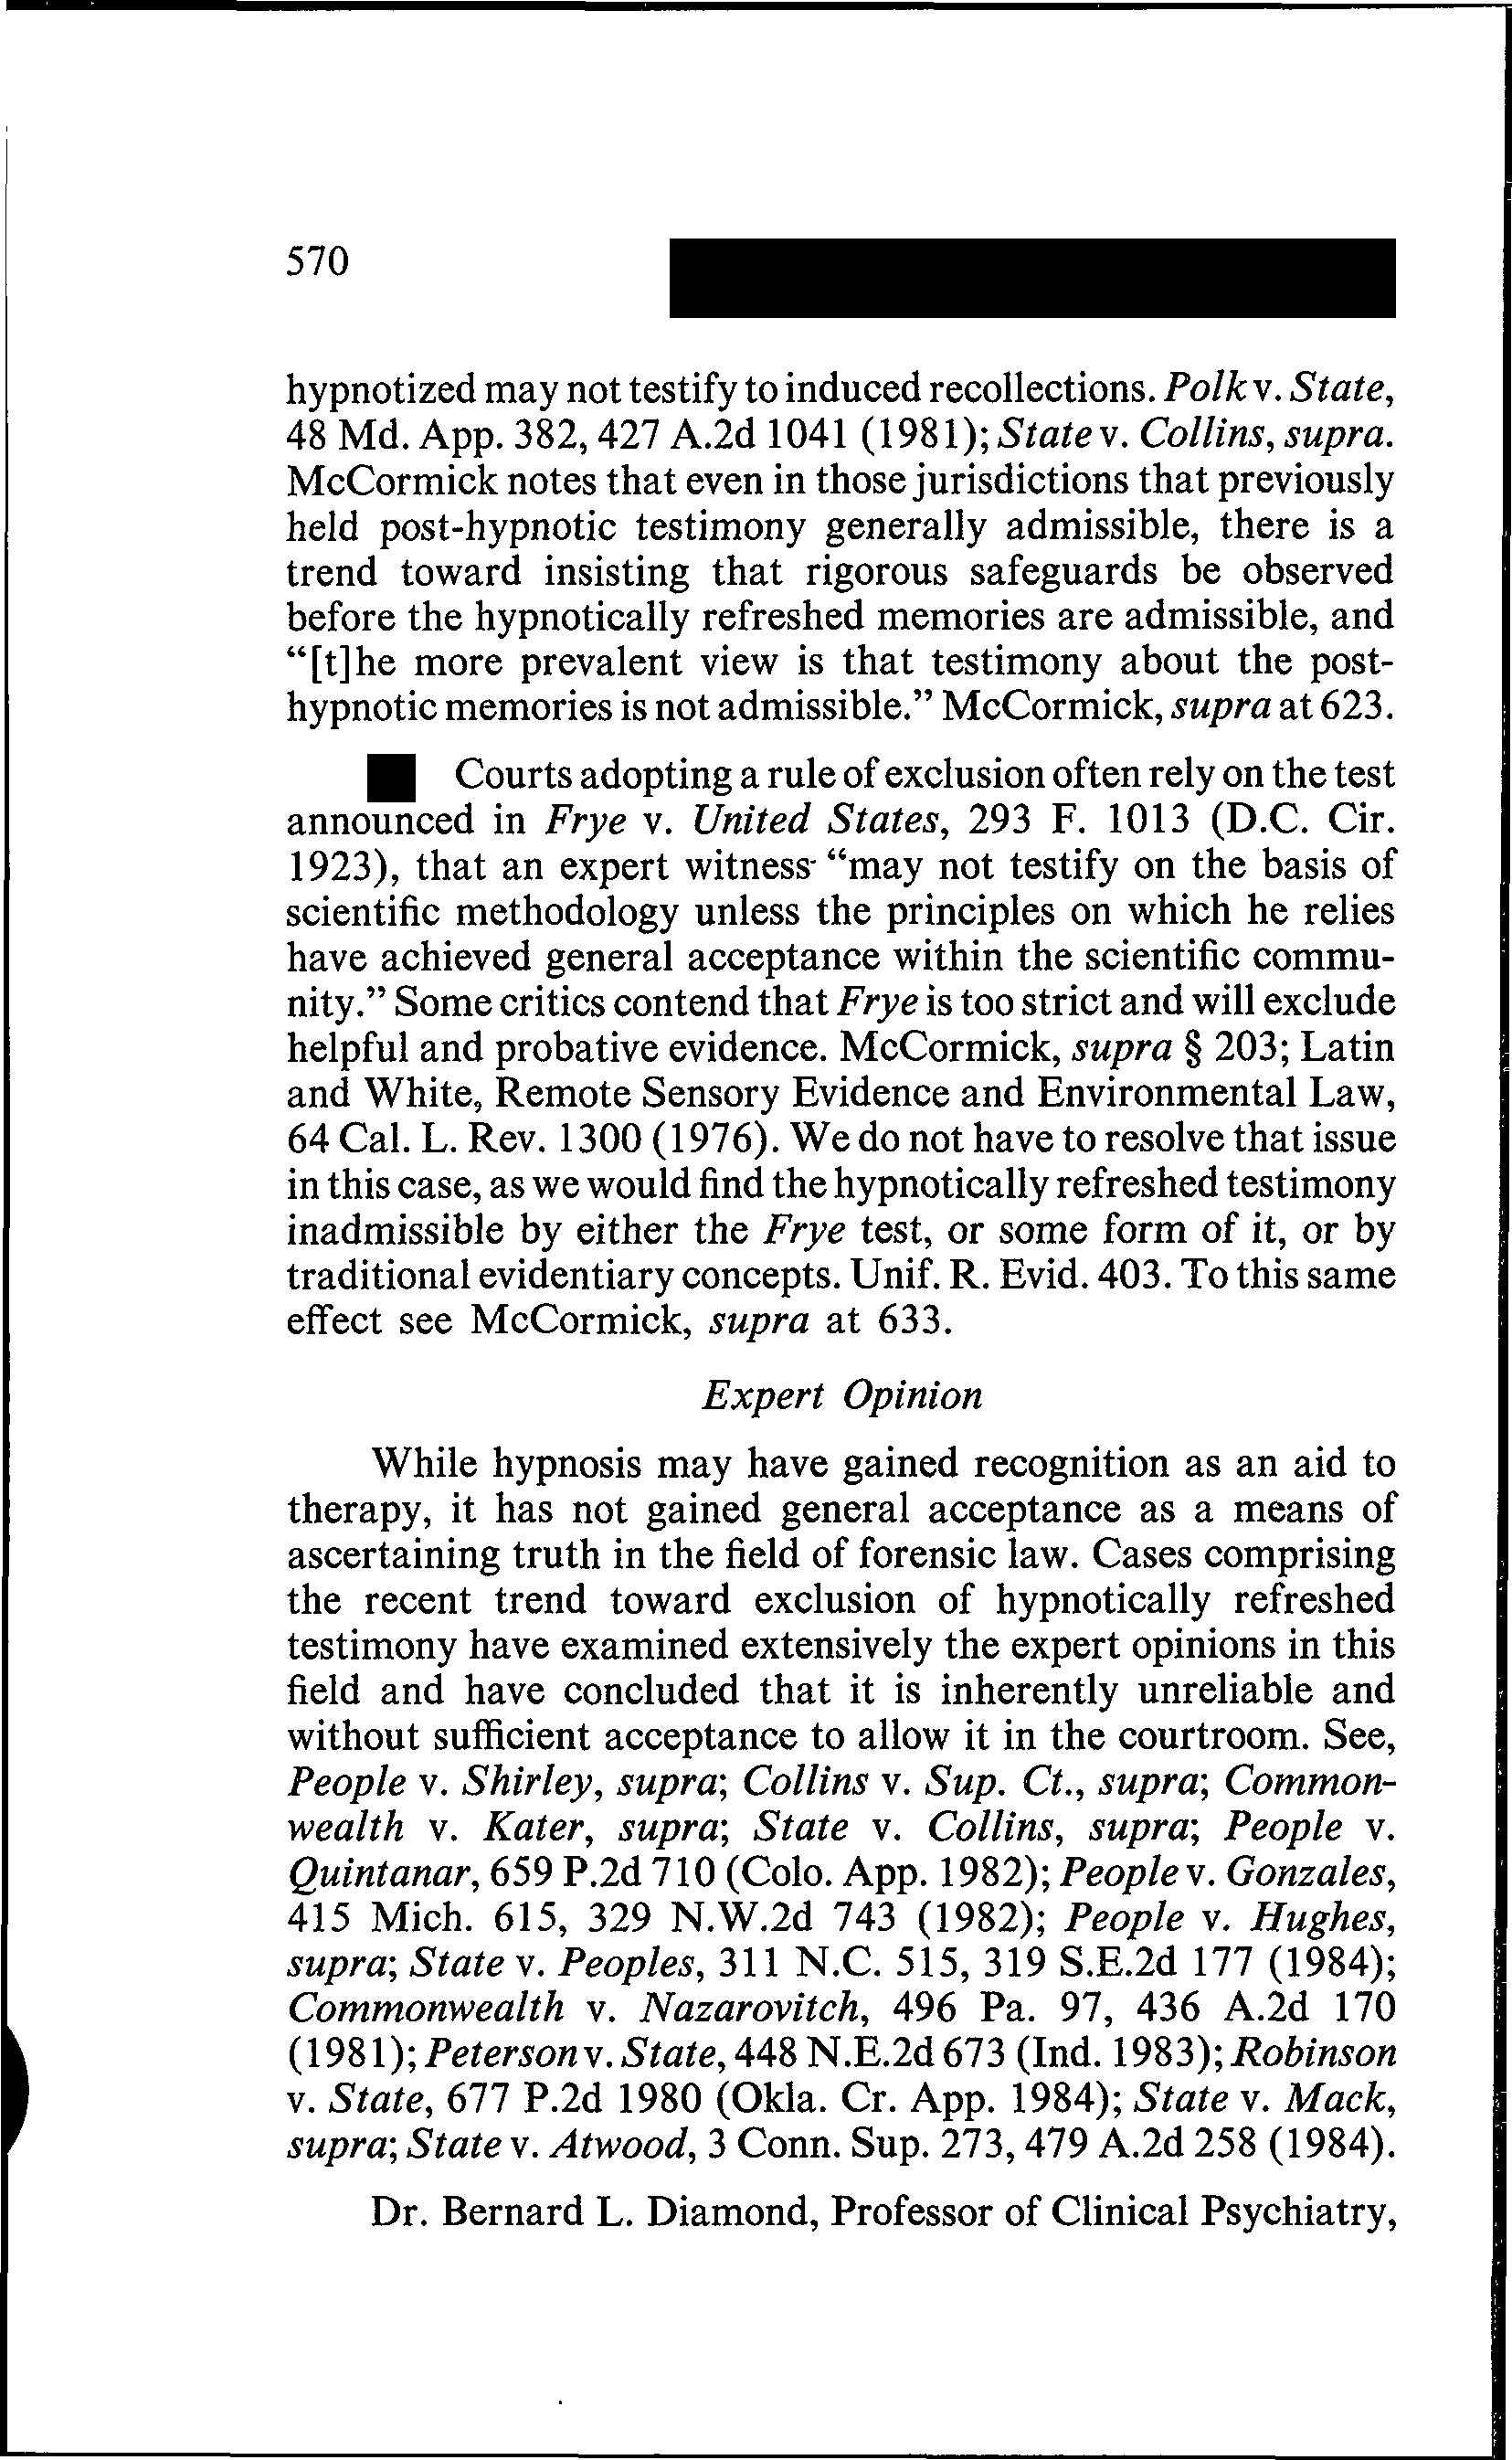 570
hypnotized may not testify to induced recollections. Polk v. State,
48 Md. App. 382, 427 A.2d 1041 (1981); State v. Collins, supra.
McCormick notes that even in those jurisdictions that previously
held post-hypnotic testimony generally admissible, there is a
trend toward insisting that rigorous safeguards be observed
before the hypnotically refreshed memories are admissible, and
“[t]he more prevalent view is that testimony about the post-
hypnotic memories is not admissible.” McCormick, supra at 623.
Courts adopting a rule of exclusion often rely on the test
announced in Frye v. United States, 293 F. 1013 (D.C. Cir.
1923), that an expert witness “may not testify on the basis of
scientific methodology unless the principles on which he relies
have achieved general acceptance within the scientific commu-
nity.” Some critics contend that Frye is too strict and will exclude
helpful and probative evidence. McCormick, supra § 203; Latin
and White, Remote Sensory Evidence and Environmental Law,
64 Cal. L. Rev. 1300 (1976). We do not have to resolve that issue
in this case, as we would find the hypnotically refreshed testimony
inadmissible by either the Frye test, or some form of it, or by
traditional evidentiary concepts. Unif. R. Evid. 403. To this same
effect see McCormick, supra at 633.
Expert Opinion
While hypnosis may have gained recognition as an aid to
therapy, it has not gained general acceptance as a means of
ascertaining truth in the field of forensic law. Cases comprising
the recent trend toward exclusion of hypnotically refreshed
testimony have examined extensively the expert opinions in this
field and have concluded that it is inherently unreliable and
without sufficient acceptance to allow it in the courtroom. See,
People v. Shirley, supra; Collins v. Sup. Ct., supra; Common-
wealth v. Kater, supra; State v. Collins, supra; People v.
Quintanar, 659 P.2d 710 (Colo. App. 1982); People v. Gonzales,
415 Mich. 615, 329 N.W.2d 743 (1982); People v. Hughes,
supra; State v. Peoples, 311 N.C. 515, 319 S.E.2d 177 (1984);
Commonwealth v. Nazarovitch, 496 Pa. 97, 436 A.2d 170
(1981); Peterson v. State, 448 N.E.2d 673 (Ind. 1983); Robinson
v. State, 677 P.2d 1980 (Okla. Cr. App. 1984); State v. Mack,
supra; State v. Atwood, 3 Conn. Sup. 273, 479 A.2d 258 (1984).
Dr. Bernard L. Diamond, Professor of Clinical Psychiatry,